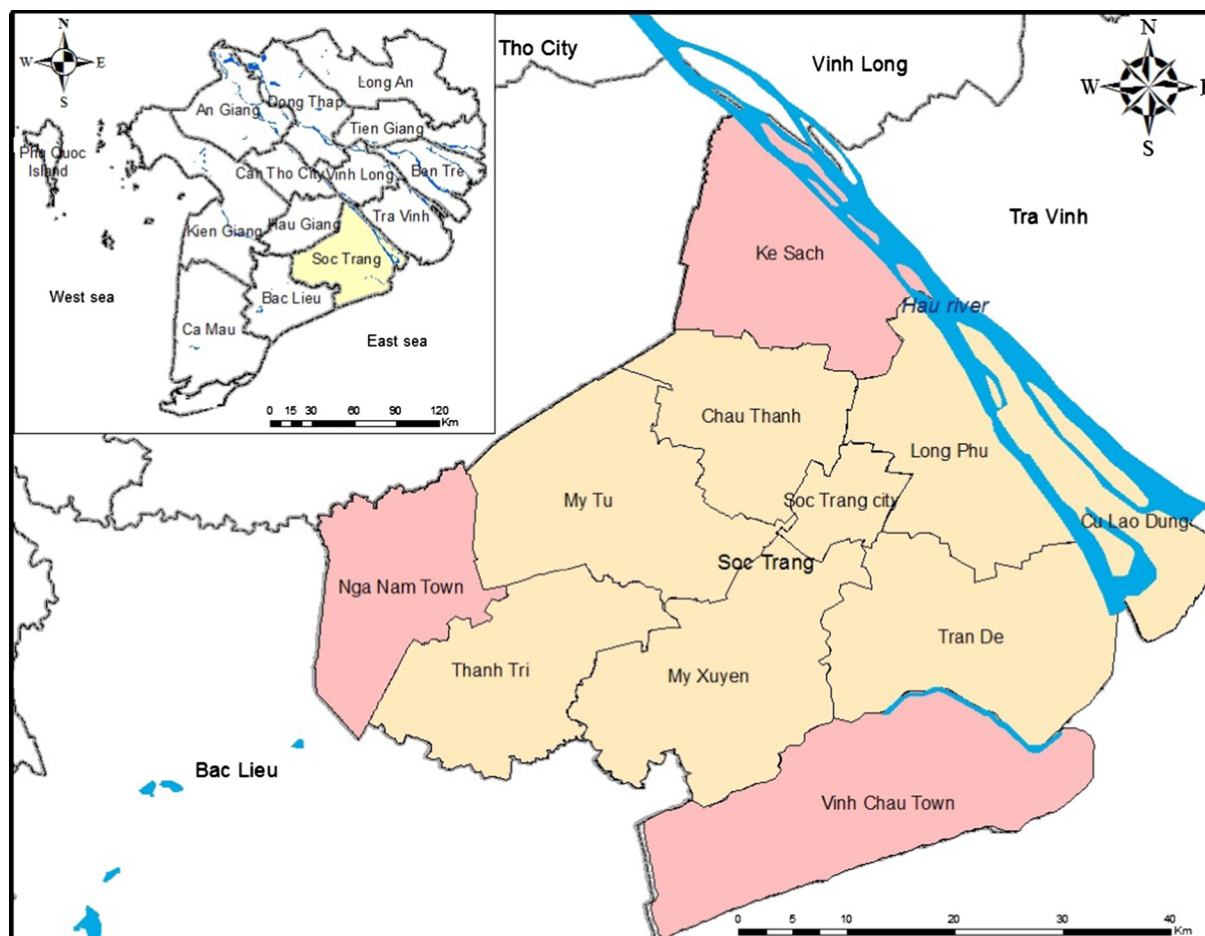 N
W E
S
Long An
Dong Thap
An Giang
Tien Giang
Phu Quoc
Island
Can Tho City
Vinh Long
Ben Tre
Tra Vinh
Hau Giang
Kien Giang
Soc Trang
West sea
Bac Lieu
Ca Mau
East sea
0 15 30 60 90 120
Km
Tho City
Vinh Long
N
W E
S
Tra Vinh
Ke Sach
Hau river
Chau Thanh
Long Phu
My Tu
Soc Trang city
Cu Lao Dung
Soc Trang
Nga Nam Town
Tran De
Thanh Tri
My Xuyen
Bac Lieu
Vinh Chau Town
0 5 10 20 30 40
Km